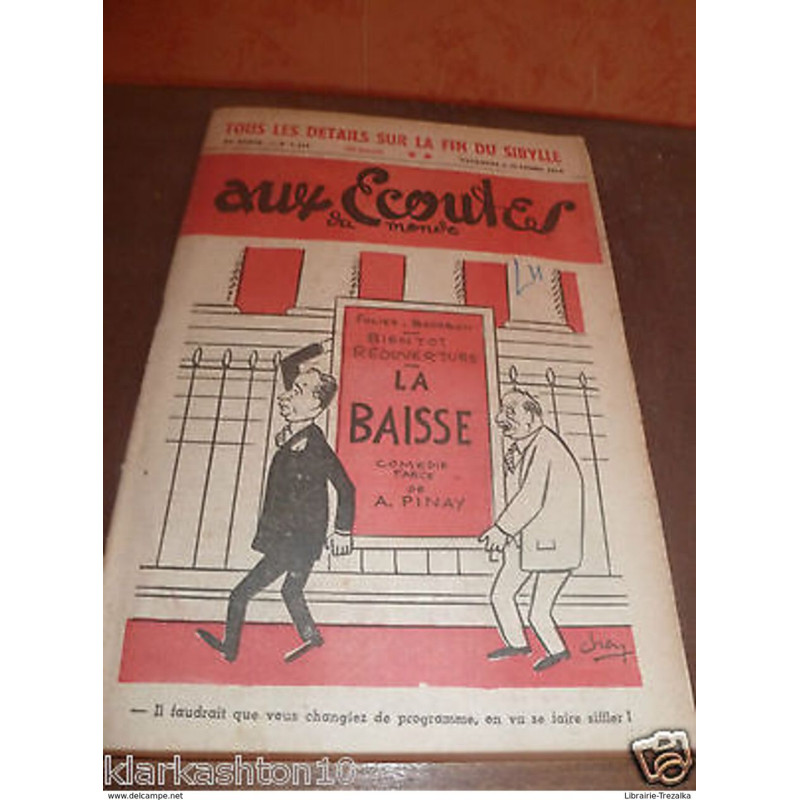 TOUS LES DETAILS SUR LA FIN DU SIBYLLE
aux Ecoutes
du monde
FOLIES - BOURBON
BIENTOT
RÉOUVERTURE
LA
BAISSE
COMEDIE
FARCE
DE
A. PINAY
chen
— Il faudrait que vous changiez de programme, on va se faire siffler !
klarkashton10
www.delcampe.net
Librairie-Trezalka